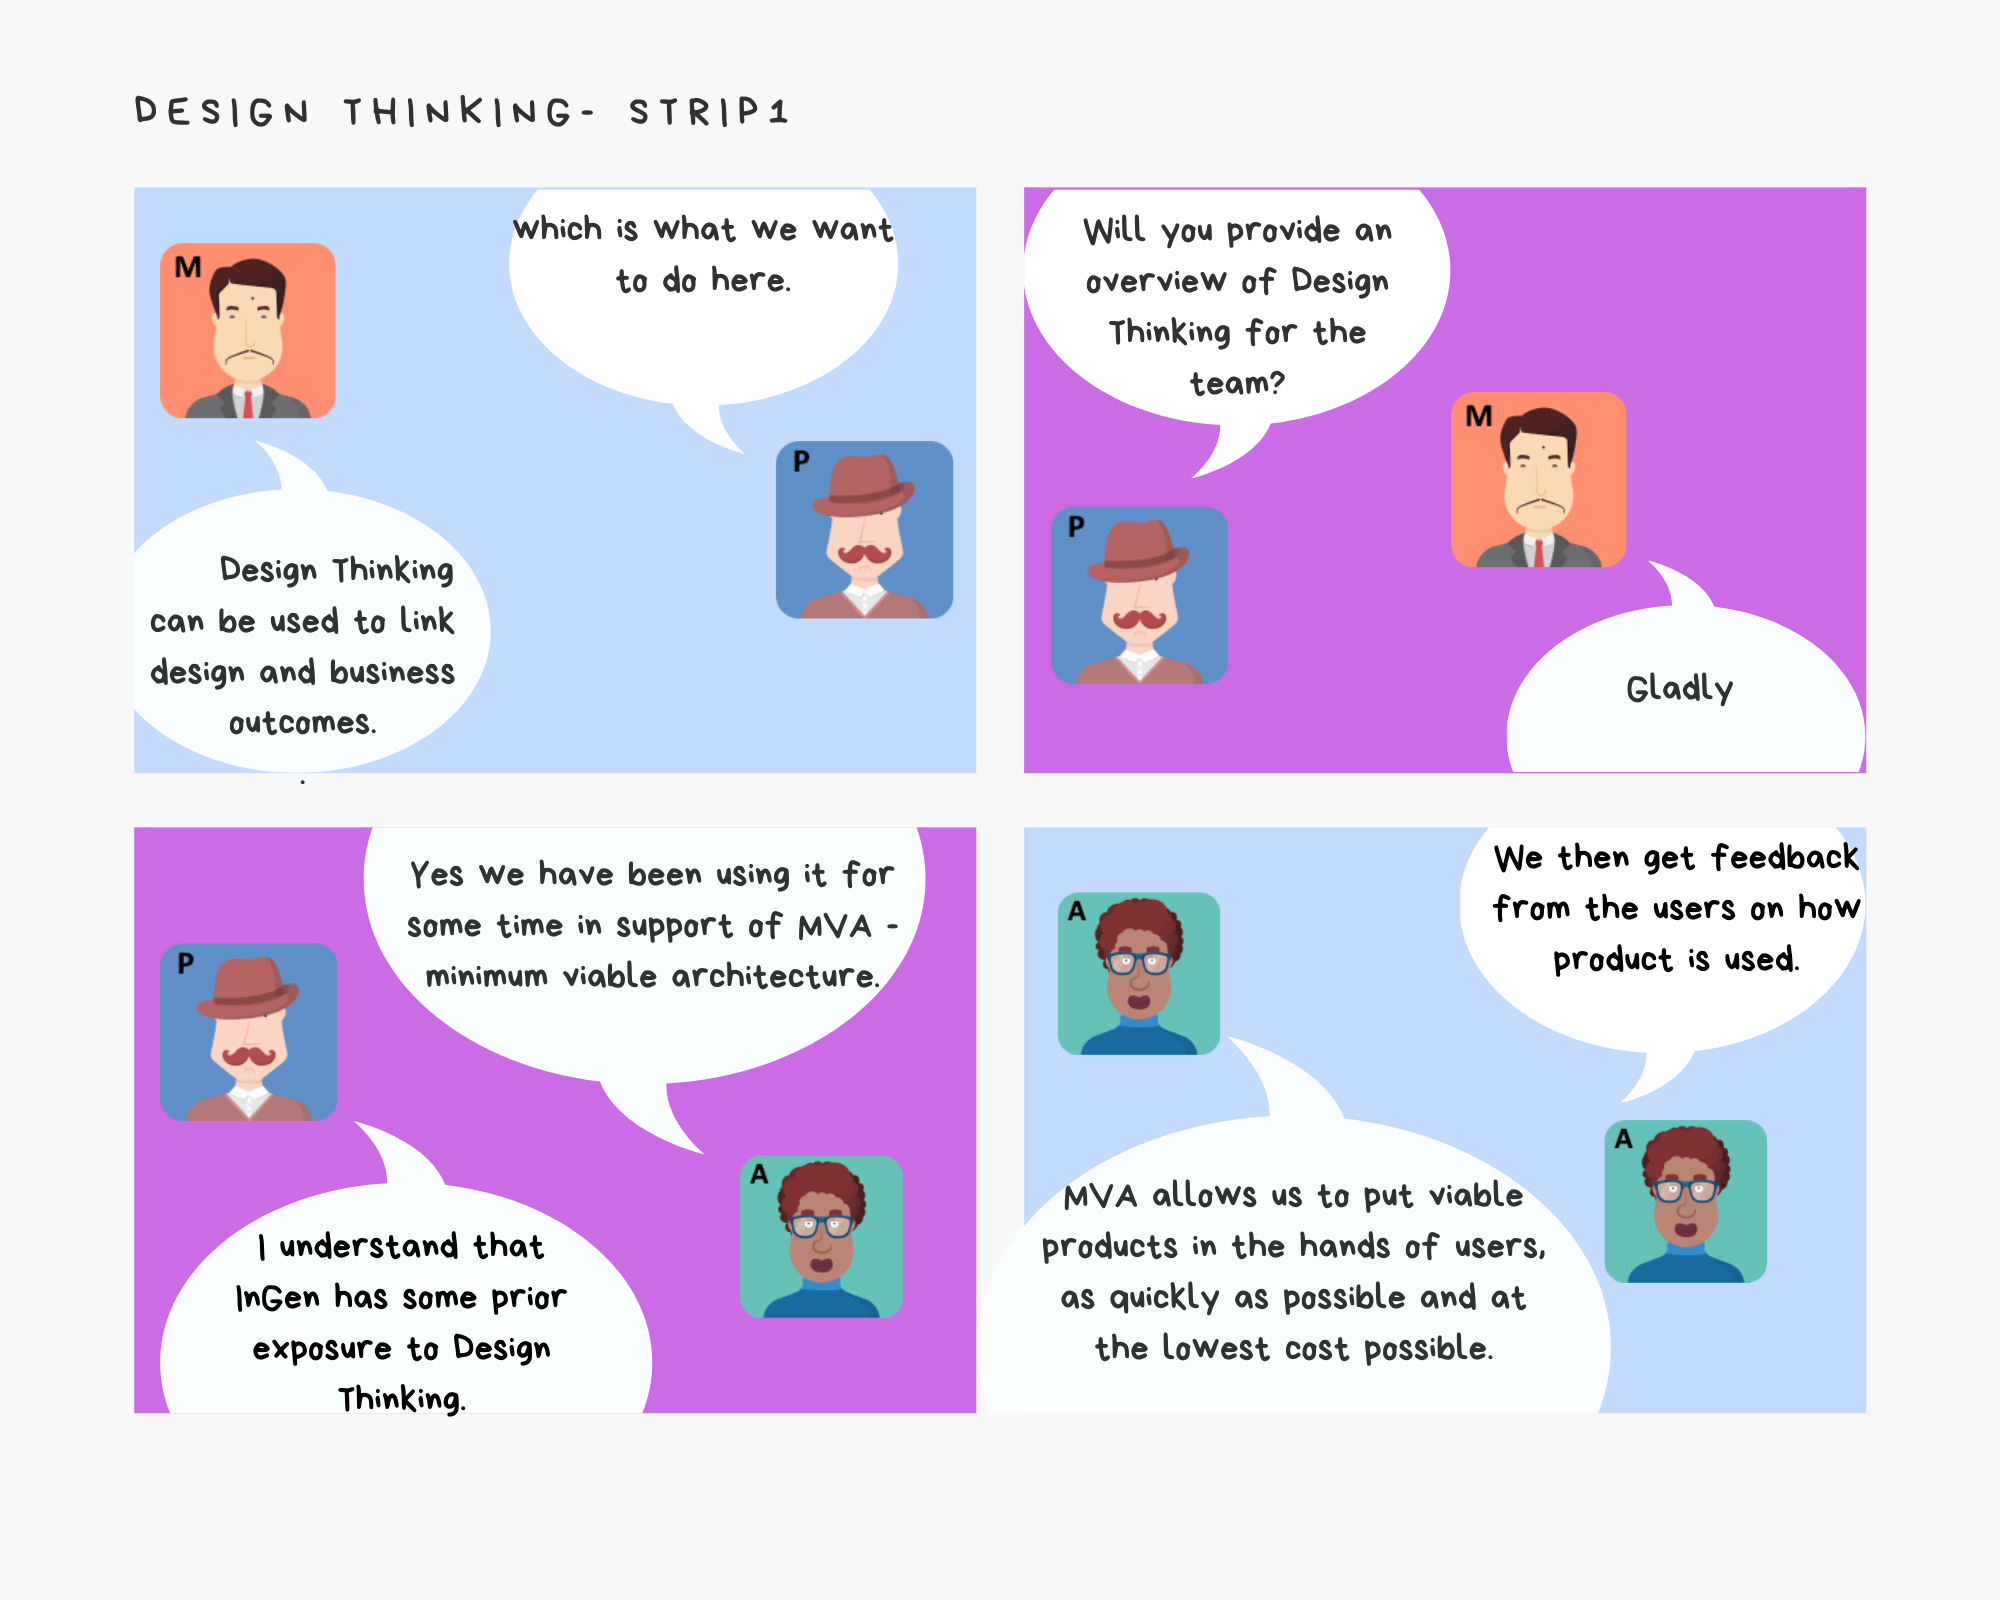 DESIGN THINKING- STRIP1
M
Design Thinking
can be used to link
design and business
outcomes.
.
which is what we want
to do here.
P
Will you provide an
overview of Design
Thinking for the
team?
P
M
Gladly
P
I understand that
InGen has some prior
exposure to Design
Thinking.
Yes we have been using it for
some time in support of MVA -
minimum viable architecture.
A
A
MVA allows us to put viable
products in the hands of users,
as quickly as possible and at
the lowest cost possible.
We then get feedback
from the users on how
product is used.
A